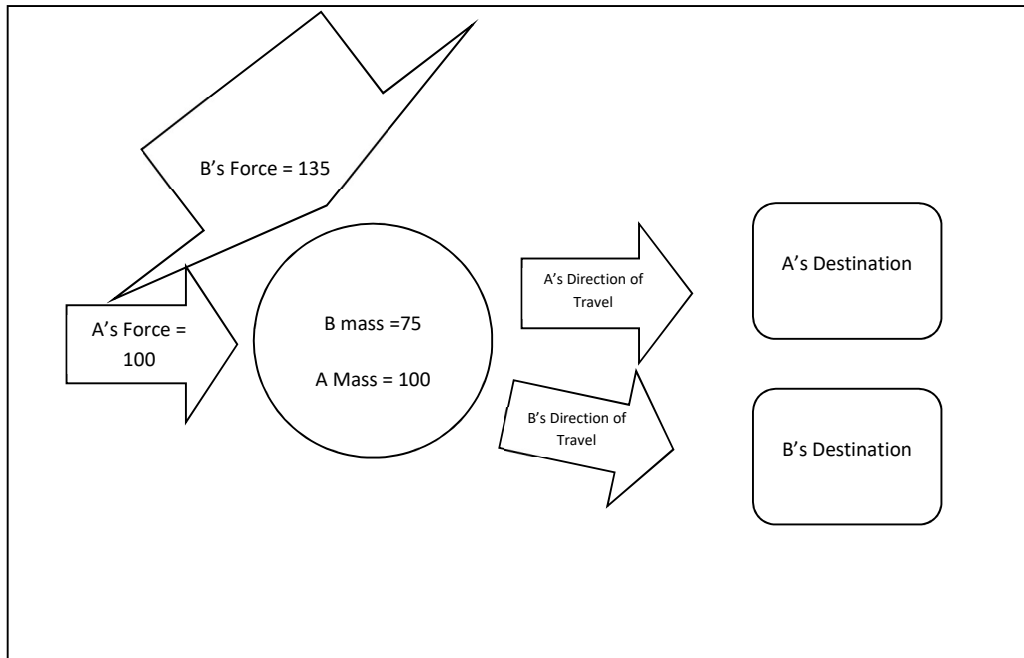 B’s Force = 135
A’s Force =
100
B mass =75
A Mass = 100
A’s Direction of
Travel
B’s Direction of
Travel
A’s Destination
B’s Destination